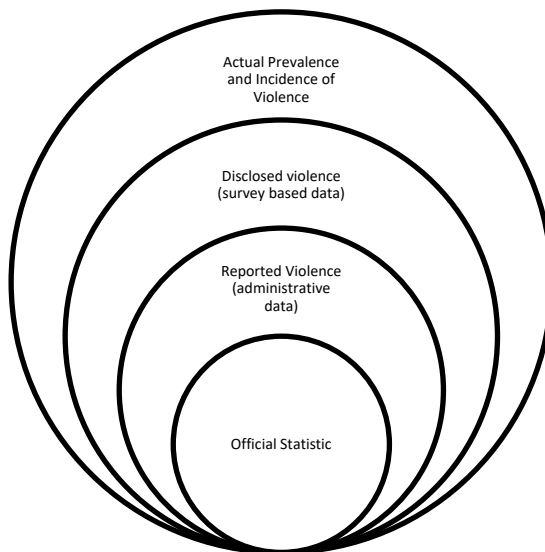 Actual Prevalence
and Incidence of
Violence
Disclosed violence
(survey based data)
Reported Violence
(administrative
data)
Official Statistic